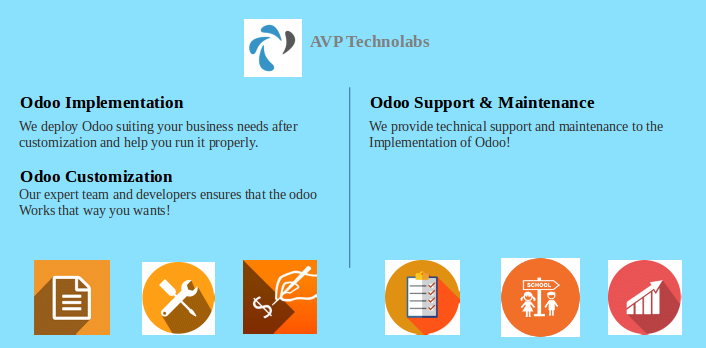 AVP Technolabs
Odoo Implementation
We deploy Odoo suiting your business needs after
customization and help you run it properly.
Odoo Customization
Our expert team and developers ensures that the odoo
Works that way you wants!
Odoo Support & Maintenance
We provide technical support and maintenance to the
Implementation of Odoo!
$
SCHOOL